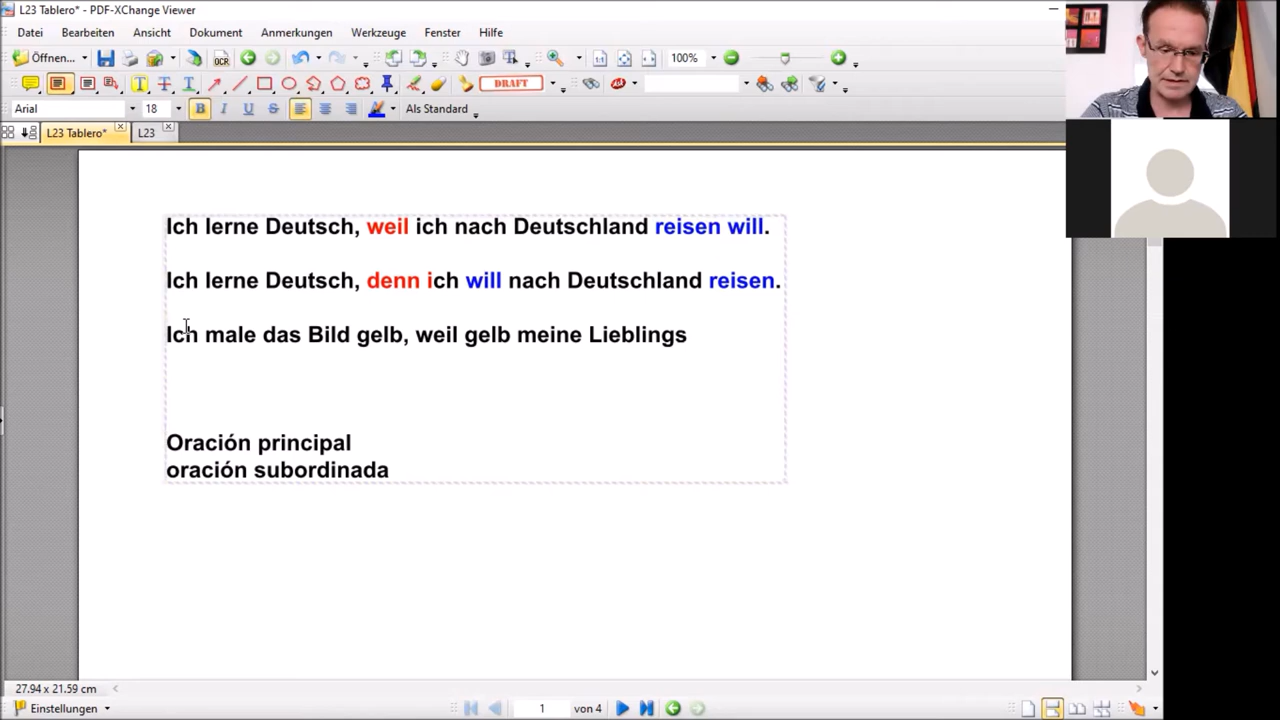 L23 Tablero* - PDF-XChange Viewer
Datei Bearbeiten Ansicht Dokument Anmerkungen Werkzeuge Fenster Hilfe
Öffnen... OCR 1:1 100%
DRAFT
Arial 18 B I U S Als Standard
L23 Tablero* L23
Ich lerne Deutsch, weil ich nach Deutschland reisen will.
Ich lerne Deutsch, denn ich will nach Deutschland reisen.
Ich male das Bild gelb, weil gelb meine Lieblings
Oración principal
oración subordinada
27.94 x 21.59 cm
Einstellungen 1 von 4